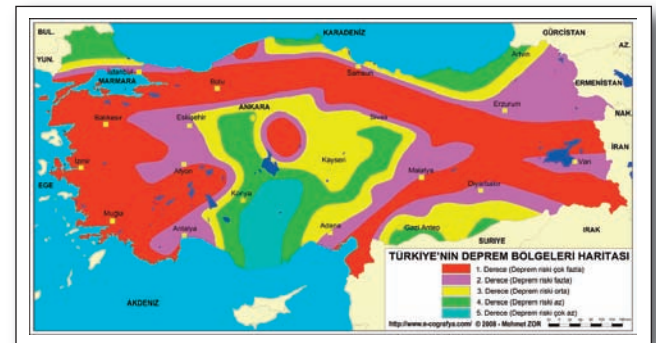 BUL.
KARADENİZ
GÜRCİSTAN
YUN.
Artvin
AZ.
İstanbul
MARMARA
Bolu
Samsun
ERMENİSTAN
ANKARA
Erzurum
NAH.
Balıkesir
Eskişehir
Sivas
İRAN
İzmir
Afyon
Kayseri
Malatya
Van
EGE
Konya
Diyarbakır
Muğla
Antalya
Adana
Gazi Antep
IRAK
SURİYE
AKDENİZ
TÜRKİYE'NİN DEPREM BÖLGELERİ HARİTASI
1. Derece (Deprem riski çok fazla)
2. Derece (Deprem riski fazla)
3. Derece (Deprem riski orta)
4. Derece (Deprem riski az)
5. Derece (Deprem riski çok az)
http://www.e-cografya.com/ © 2008 - Mehmet ZOR